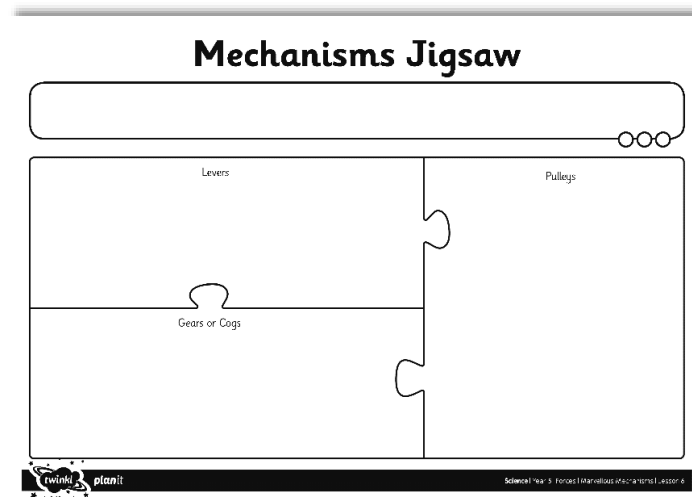 Mechanisms Jigsaw
Levers
Pulleys
Gears or Cogs
twinkl planit
Science | Year 5 | Forces | Marvellous Mechanisms | Lesson 6